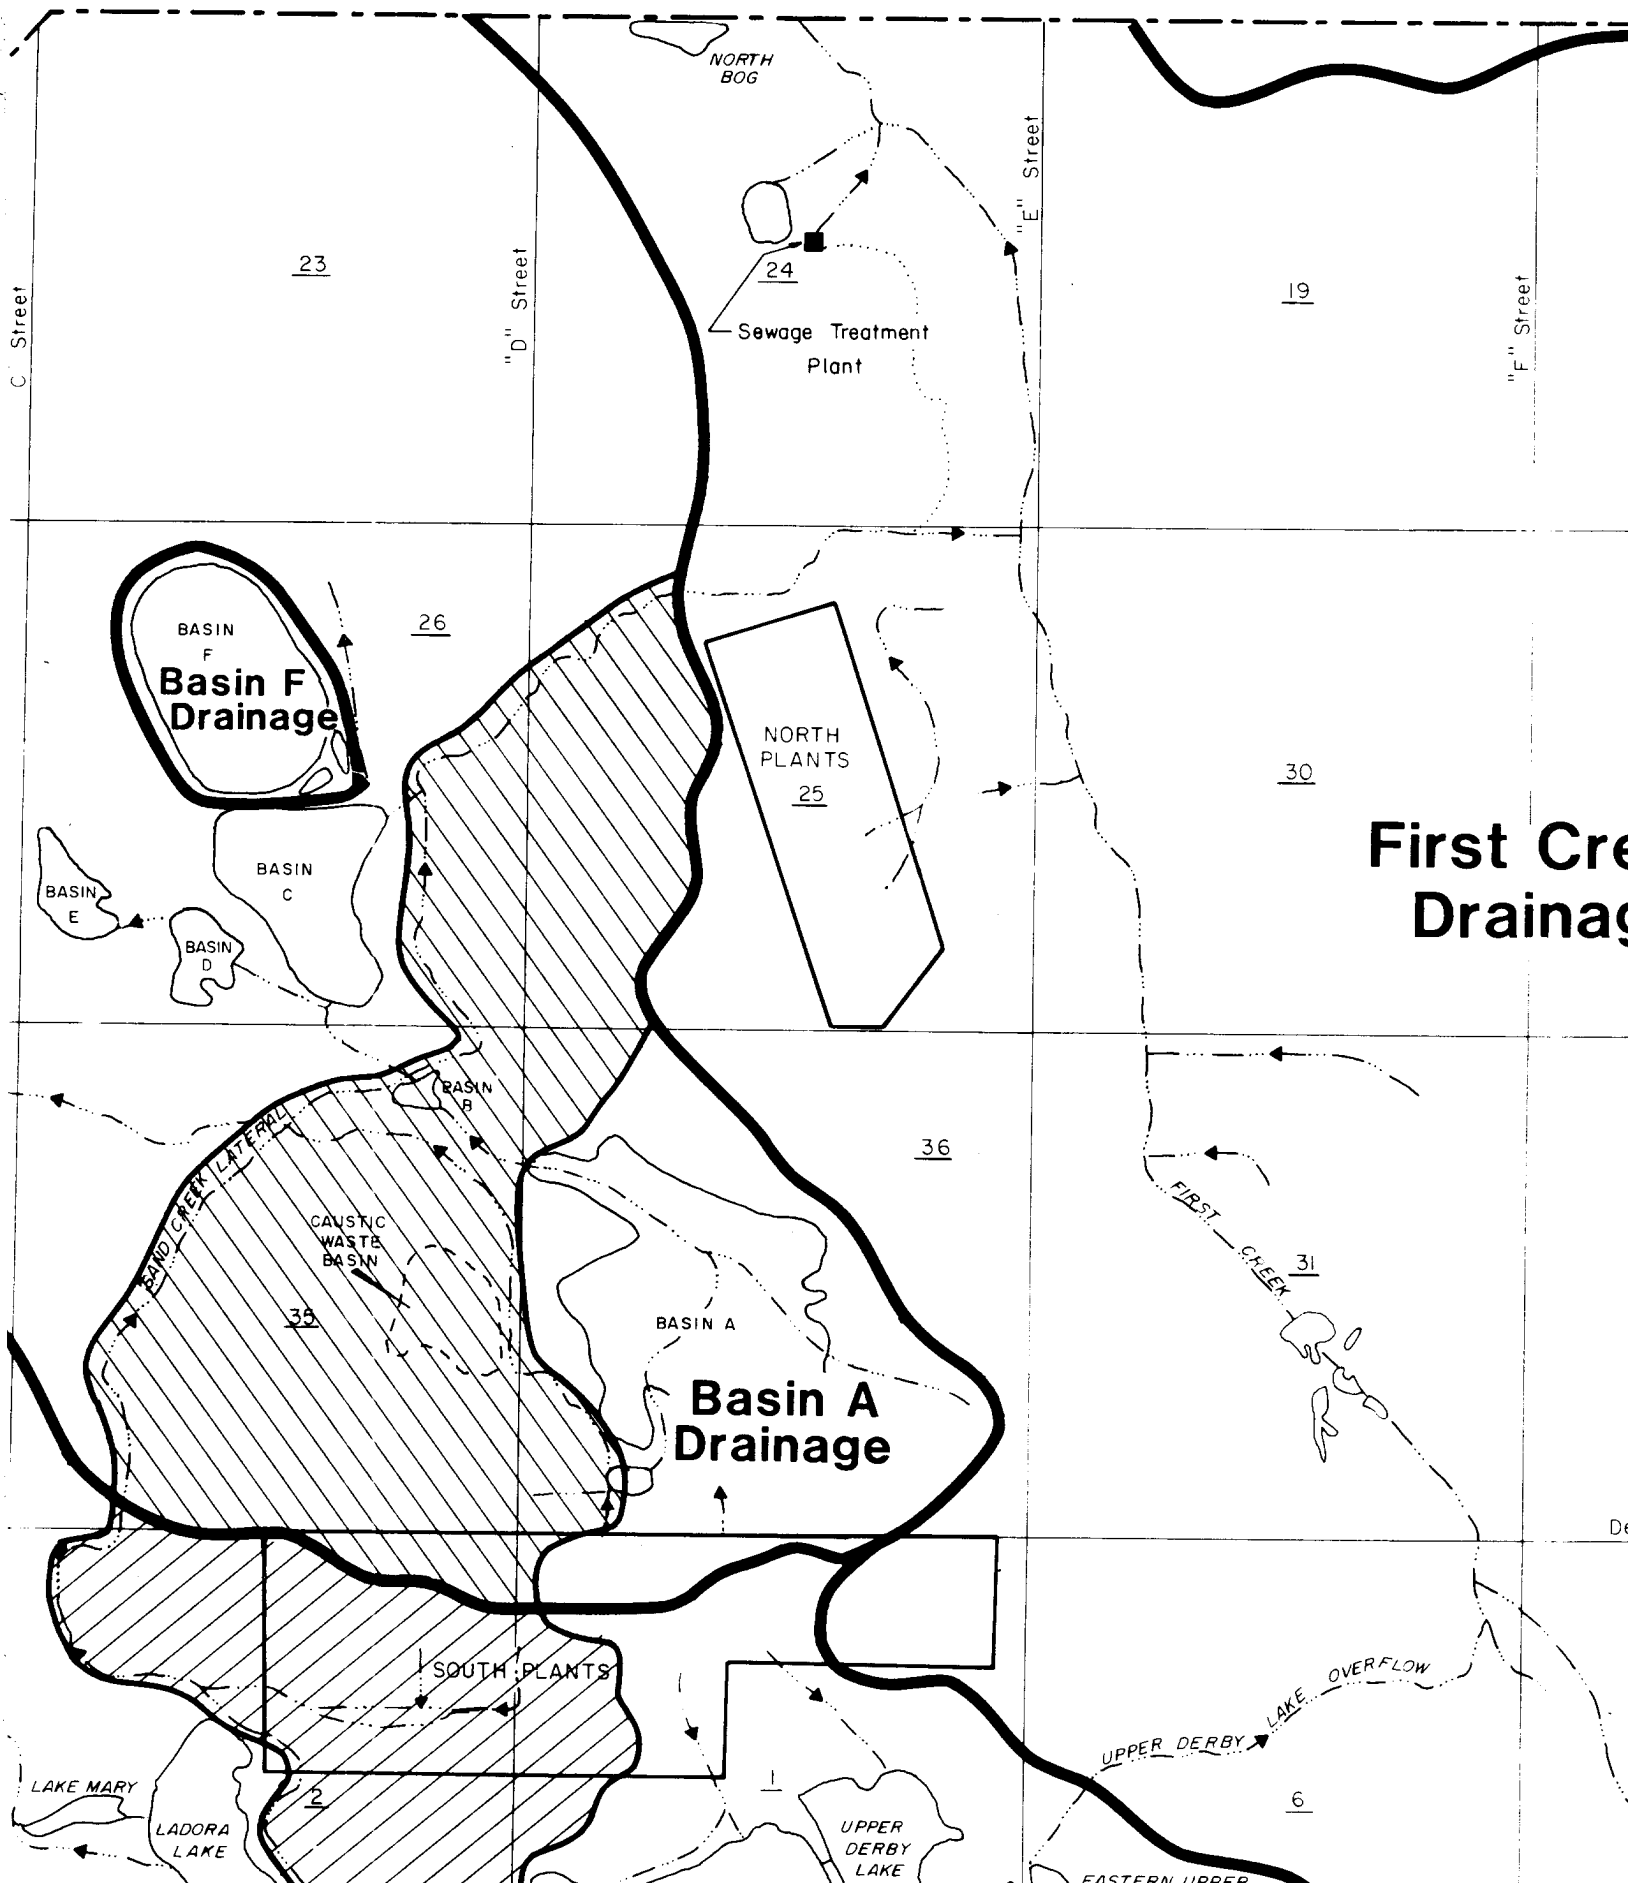 NORTH
BOG
"E" Street
23
24
C Street
"D" Street
19
"F" Street
Sewage Treatment
Plant
26
BASIN
F
Basin F
Drainage
NORTH
PLANTS
25
30
First Cre
Drainag
BASIN
C
BASIN
E
BASIN
D
BASIN
B
SAND CREEK LATERAL
36
FIRST CREEK
31
CAUSTIC
WASTE
BASIN
35
BASIN A
Basin A
Drainage
De
SOUTH PLANTS
UPPER DERBY LAKE OVERFLOW
LAKE MARY
2
1
6
LADORA
LAKE
UPPER
DERBY
LAKE
EASTERN UPPER